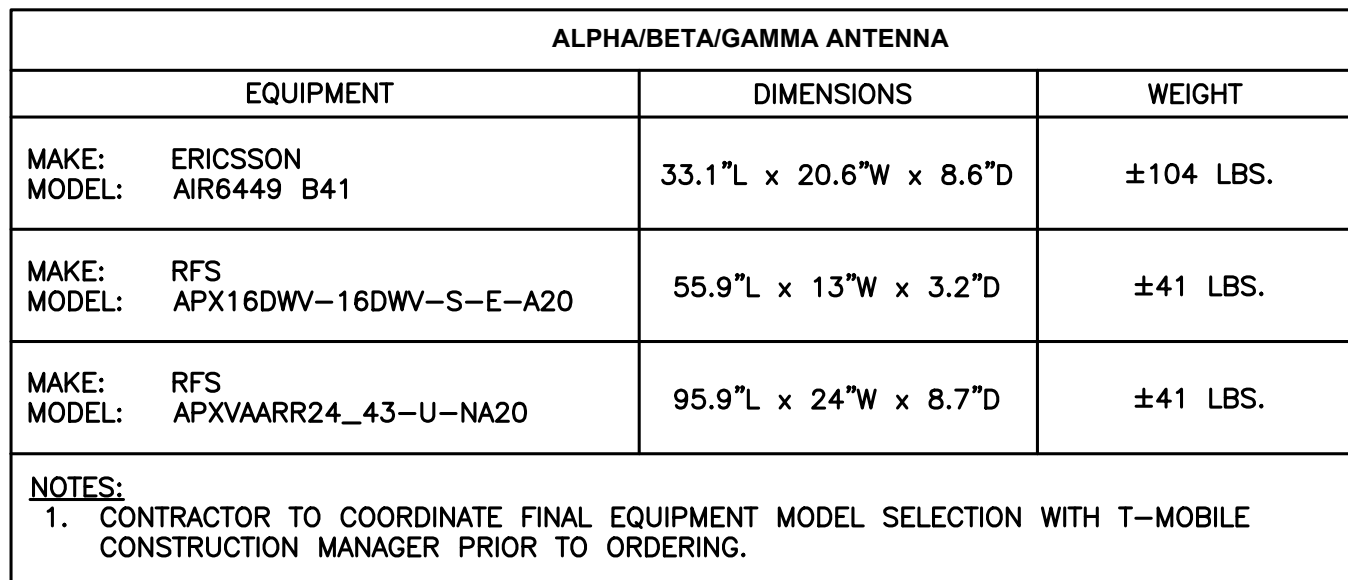 ALPHA/BETA/GAMMA ANTENNA
EQUIPMENT DIMENSIONS WEIGHT
MAKE: ERICSSON
MODEL: AIR6449 B41
33.1"L x 20.6"W x 8.6"D
±104 LBS.
MAKE: RFS
MODEL: APX16DWV-16DWV-S-E-A20
55.9"L x 13"W x 3.2"D
±41 LBS.
MAKE: RFS
MODEL: APXVAARR24_43-U-NA20
95.9"L x 24"W x 8.7"D
±41 LBS.
NOTES:
1. CONTRACTOR TO COORDINATE FINAL EQUIPMENT MODEL SELECTION WITH T-MOBILE
CONSTRUCTION MANAGER PRIOR TO ORDERING.